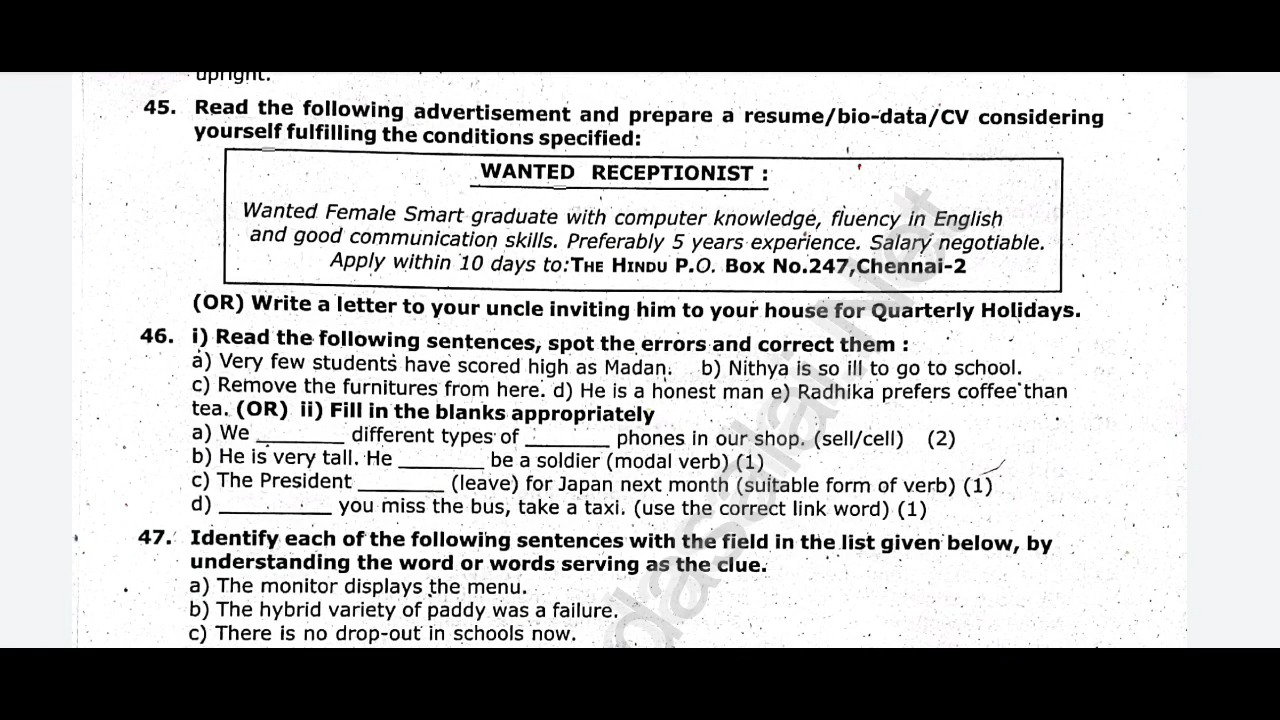 upright.
45. Read the following advertisement and prepare a resume/bio-data/CV considering
yourself fulfilling the conditions specified:
WANTED RECEPTIONIST :
Wanted Female Smart graduate with computer knowledge, fluency in English
and good communication skills. Preferably 5 years experience. Salary negotiable.
Apply within 10 days to:THE HINDU P.O. Box No.247,Chennai-2
(OR) Write a letter to your uncle inviting him to your house for Quarterly Holidays.
46. i) Read the following sentences, spot the errors and correct them :
a) Very few students have scored high as Madan. b) Nithya is so ill to go to school.
c) Remove the furnitures from here. d) He is a honest man e) Radhika prefers coffee than
tea. (OR) ii) Fill in the blanks appropriately
a) We ________ different types of ________ phones in our shop. (sell/cell) (2)
b) He is very tall. He ________ be a soldier (modal verb) (1)
c) The President ________ (leave) for Japan next month (suitable form of verb) (1)
d) __________ you miss the bus, take a taxi. (use the correct link word) (1)
47. Identify each of the following sentences with the field in the list given below, by
understanding the word or words serving as the clue.
a) The monitor displays the menu.
b) The hybrid variety of paddy was a failure.
c) There is no drop-out in schools now.